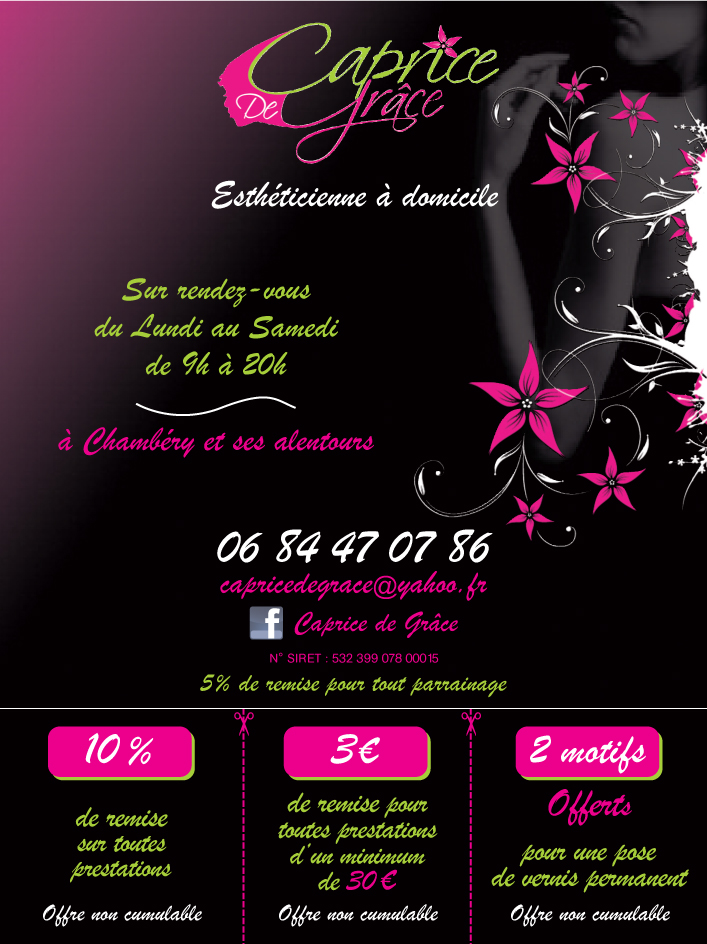 Caprice
De Grâce
Esthéticienne à domicile
Sur rendez-vous
du Lundi au Samedi
de 9h à 20h
à Chambéry et ses alentours
06 84 47 07 86
capricedegrace@yahoo.fr
f Caprice de Grâce
N° SIRET : 532 399 078 00015
5% de remise pour tout parrainage
10 %
de remise
sur toutes
prestations
Offre non cumulable
3€
de remise pour
toutes prestations
d'un minimum
de 30€
Offre non cumulable
2 motifs
Offerts
pour une pose
de vernis permanent
Offre non cumulable